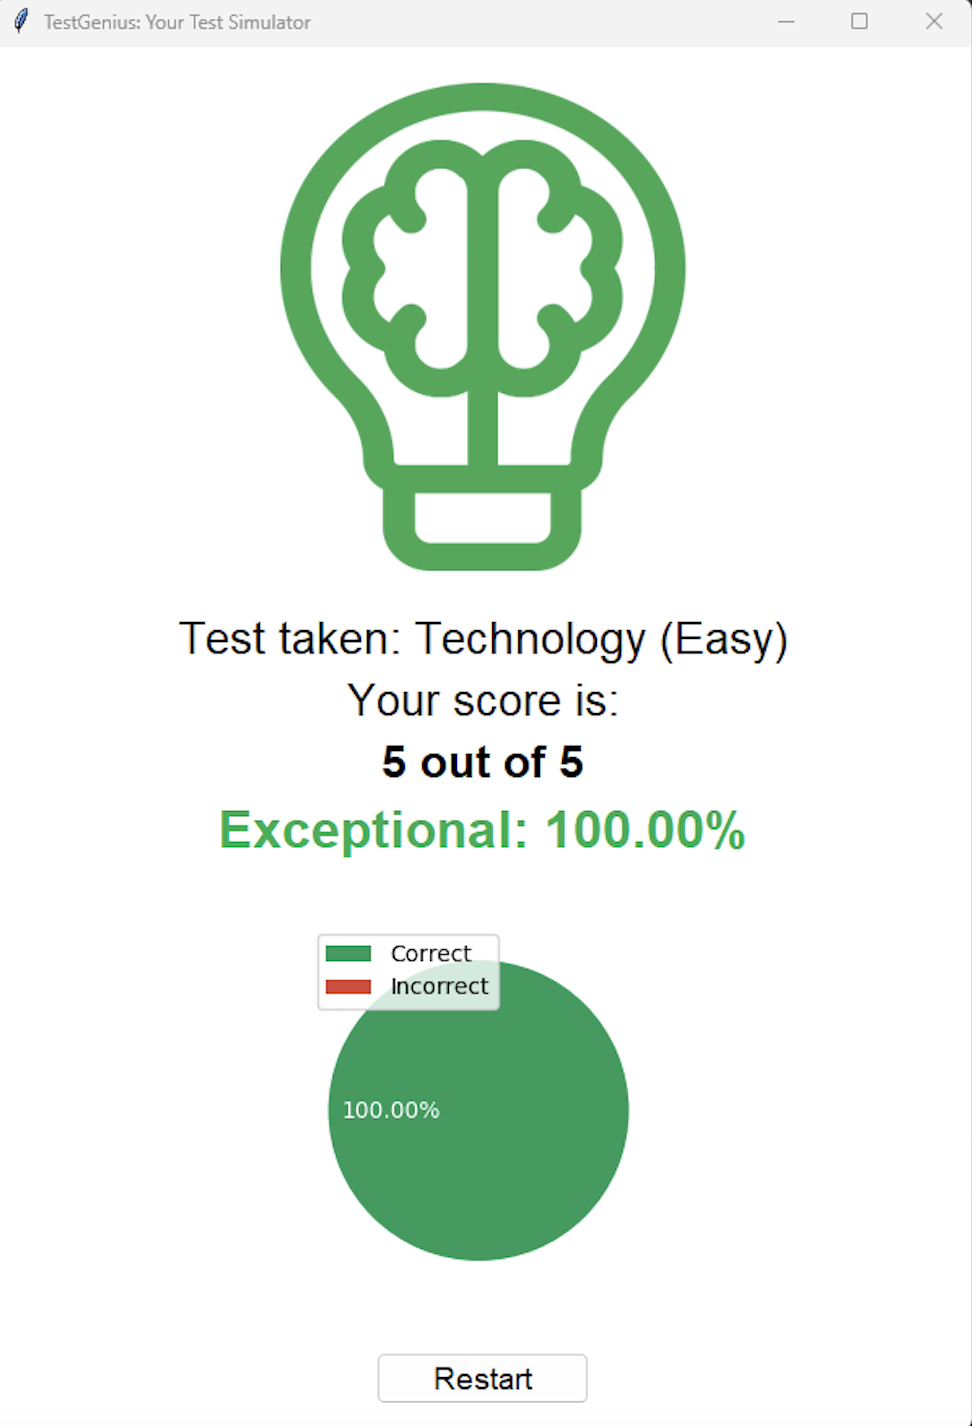 TestGenius: Your Test Simulator
Test taken: Technology (Easy)
Your score is:
5 out of 5
Exceptional: 100.00%
Correct
Incorrect
100.00%
Restart